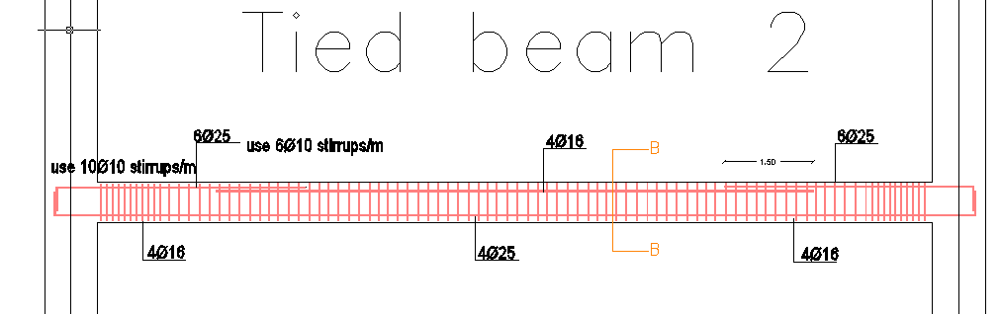 Tied beam 2
6Ø25
use 6Ø10 stirrups/m
4Ø16
B
6Ø25
1.50
use 10Ø10 stirrups/m
4Ø16
4Ø25
B
4Ø16